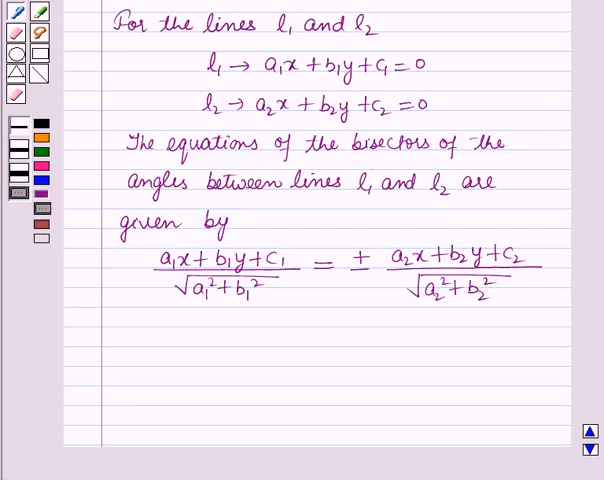 For the lines l₁ and l₂
l₁ → a₁x + b₁y + c₁ = 0
l₂ → a₂x + b₂y + c₂ = 0
The equations of the bisectors of the
angles between lines l₁ and l₂ are
given by
(a₁x + b₁y + c₁)/√(a₁² + b₁²) = ± (a₂x + b₂y + c₂)/√(a₂² + b₂²)